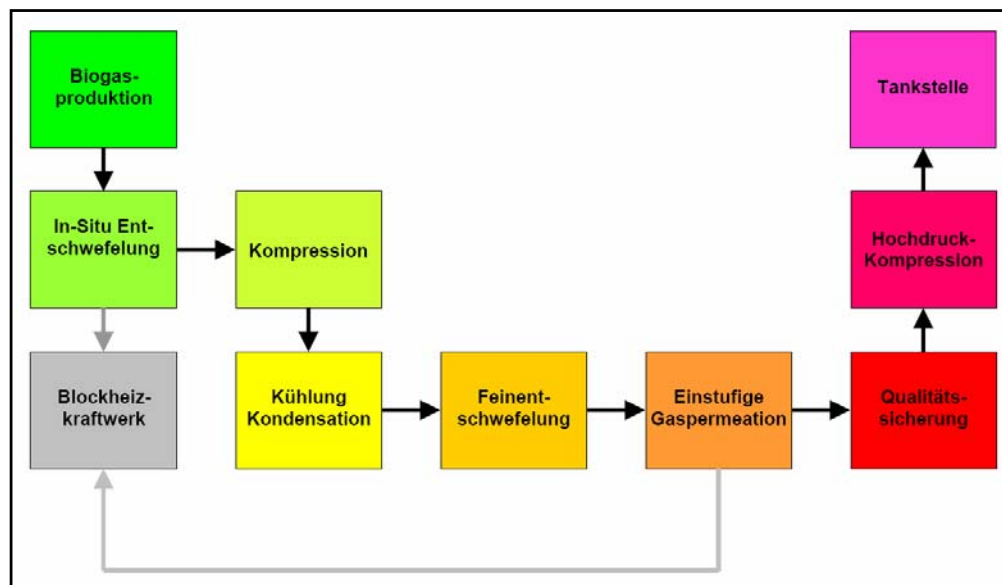 Biogas-
produktion
Tankstelle
In-Situ Ent-
schwefelung
Kompression
Hochdruck-
Kompression
Blockheiz-
kraftwerk
Kühlung
Kondensation
Feinent-
schwefelung
Einstufige
Gaspermeation
Qualitäts-
sicherung